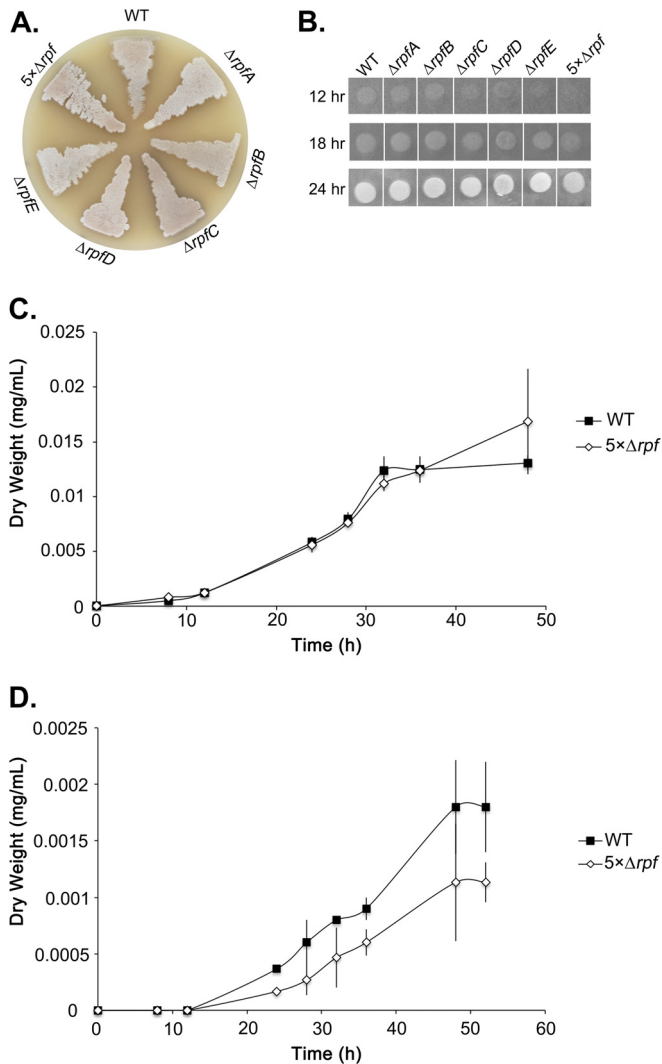 A.
WT
ΔrpfA
ΔrpfB
ΔrpfC
ΔrpfD
ΔrpfE
5×Δrpf
B.
WT
ΔrpfA
ΔrpfB
ΔrpfC
ΔrpfD
ΔrpfE
5×Δrpf
12 hr
18 hr
24 hr
C.
0.025
0.02
0.015
0.01
0.005
0
Dry Weight (mg/mL)
0
10
20
30
40
50
Time (h)
WT
5×Δrpf
D.
0.0025
0.002
0.0015
0.001
0.0005
0
Dry Weight (mg/mL)
0
10
20
30
40
50
60
Time (h)
WT
5×Δrpf